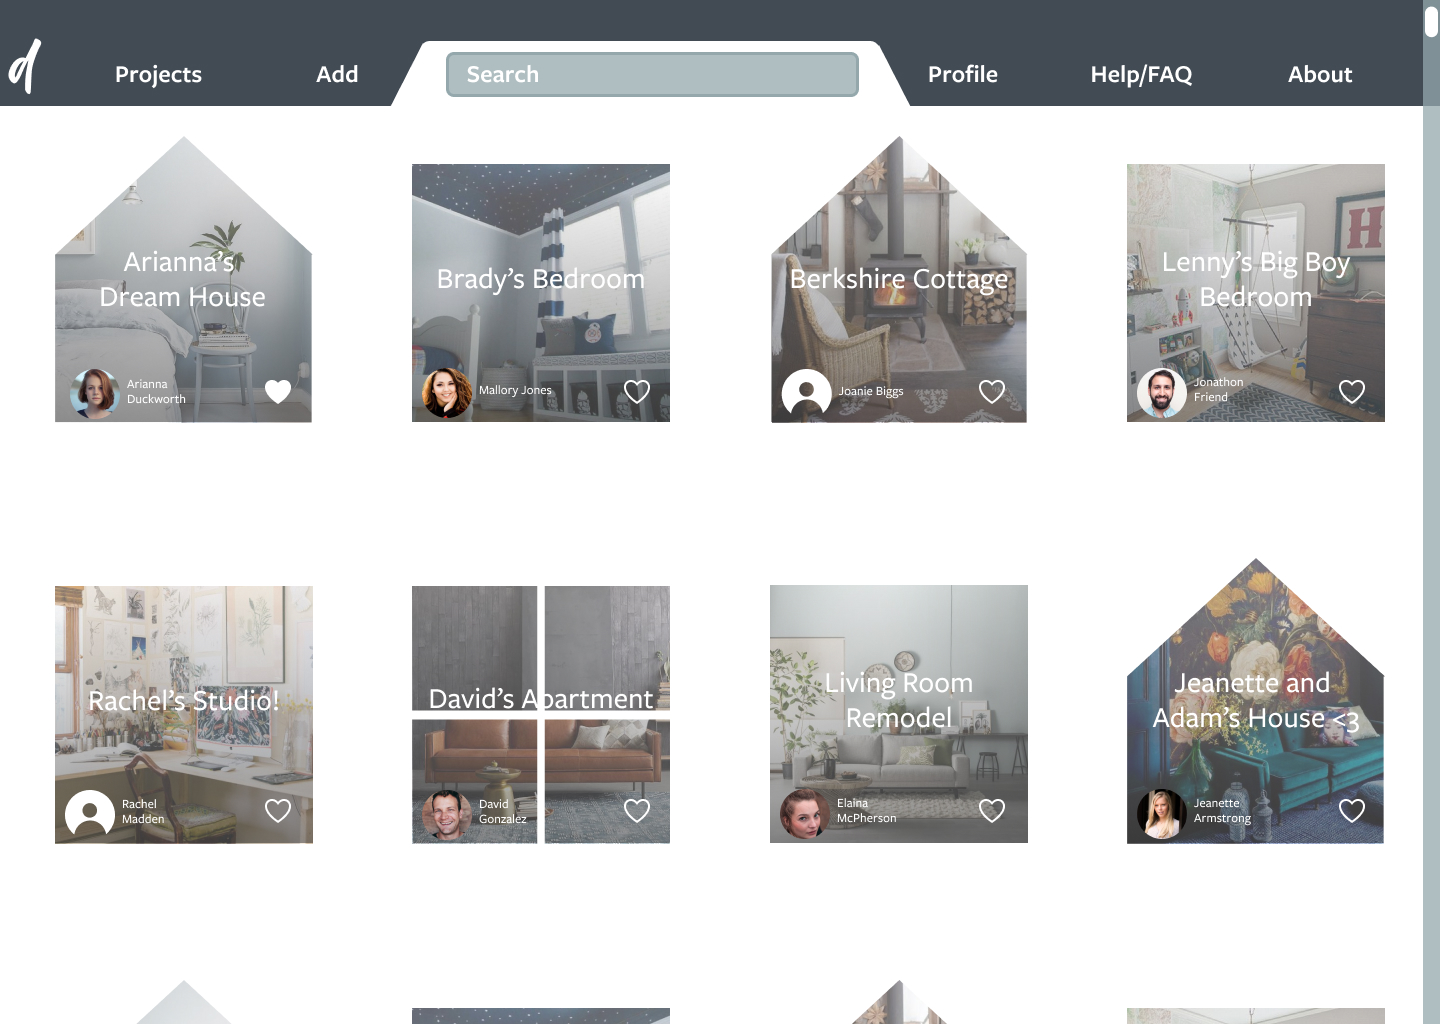 d
Projects
Add
Search
Profile
Help/FAQ
About
Arianna's
Dream House
Arianna
Duckworth
Brady's Bedroom
Mallory Jones
Berkshire Cottage
Joanie Biggs
H
Lenny's Big Boy
Bedroom
Jonathon
Friend
Rachel's Studio!
Rachel
Madden
David's Apartment
David
Gonzalez
Living Room
Remodel
Elaina
McPherson
Jeanette and
Adam's House <3
Jeanette
Armstrong